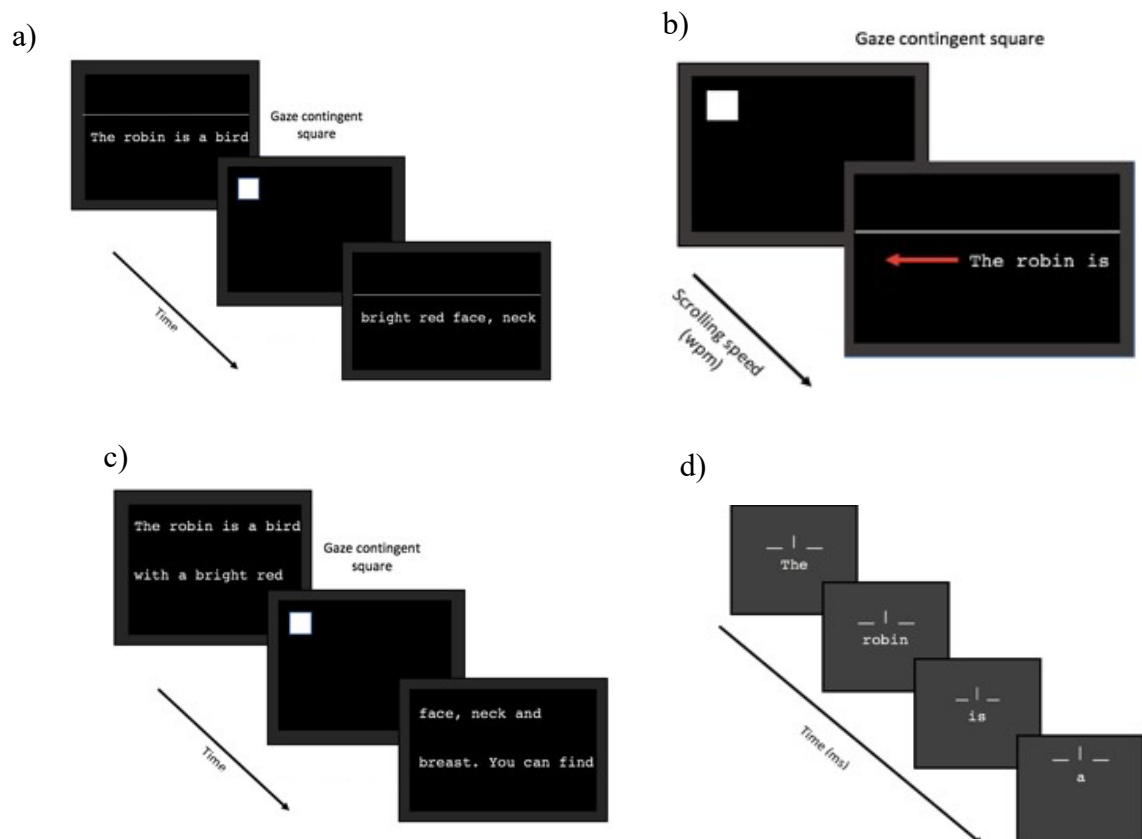 a)
The robin is a bird
Gaze contingent
square
bright red face, neck
Time
b)
Gaze contingent square
The robin is
Scrolling speed
(wpm)
c)
The robin is a bird
with a bright red
Gaze contingent
square
face, neck and
breast. You can find
Time
d)
The
robin
is
a
Time (ms)